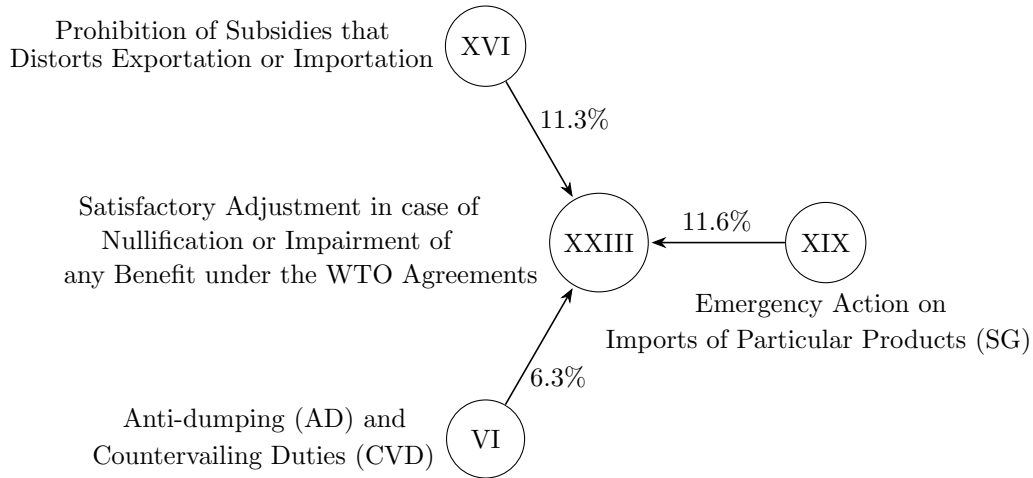 Prohibition of Subsidies that
Distorts Exportation or Importation
XVI
11.3%
Satisfactory Adjustment in case of
Nullification or Impairment of
any Benefit under the WTO Agreements
XXIII
11.6%
XIX
Emergency Action on
Imports of Particular Products (SG)
6.3%
Anti-dumping (AD) and
Countervailing Duties (CVD)
VI